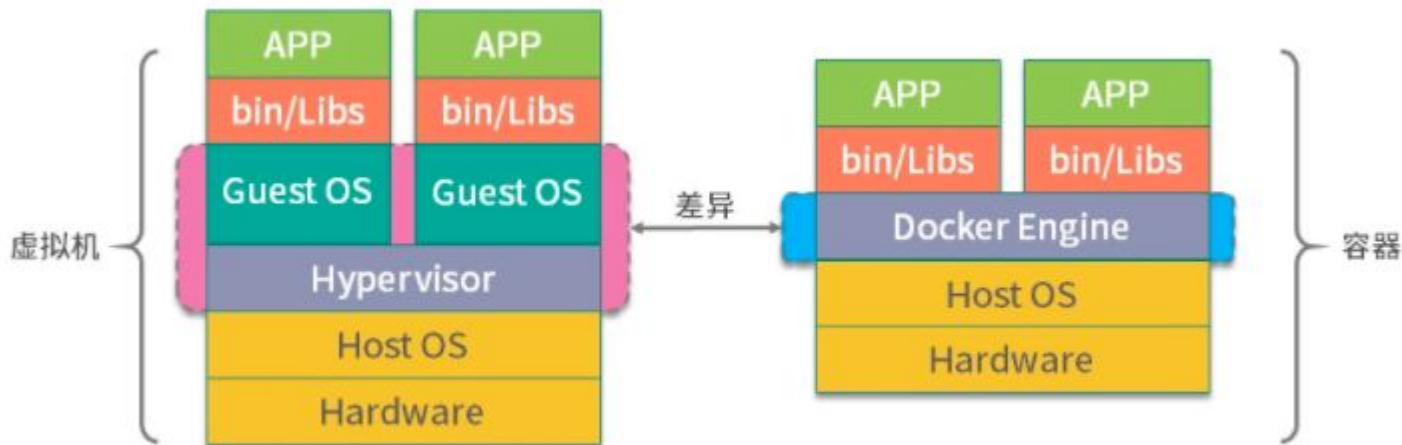 APP
APP
bin/Libs
bin/Libs
Guest OS
Guest OS
Hypervisor
Host OS
Hardware
虚拟机
差异
APP
APP
bin/Libs
bin/Libs
Docker Engine
Host OS
Hardware
容器